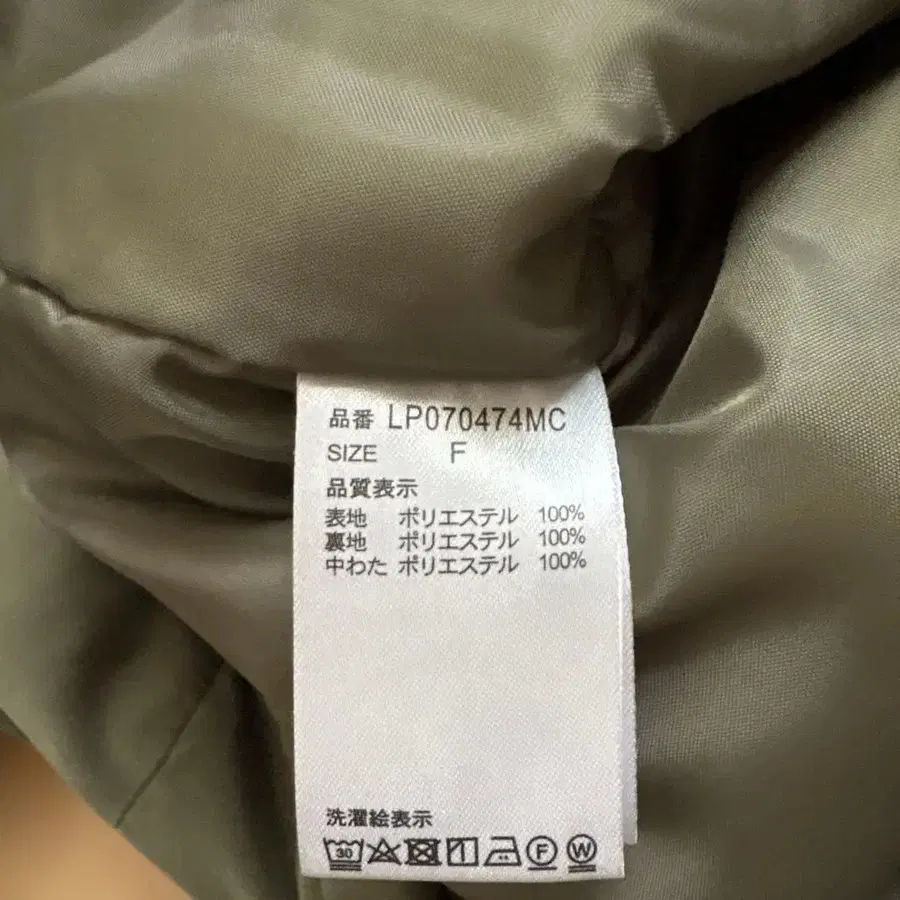 品番 LP070474MC
SIZE F
品質表示
表地 ポリエステル 100%
裏地 ポリエステル 100%
中わた ポリエステル 100%
洗濯絵表示
30 F W